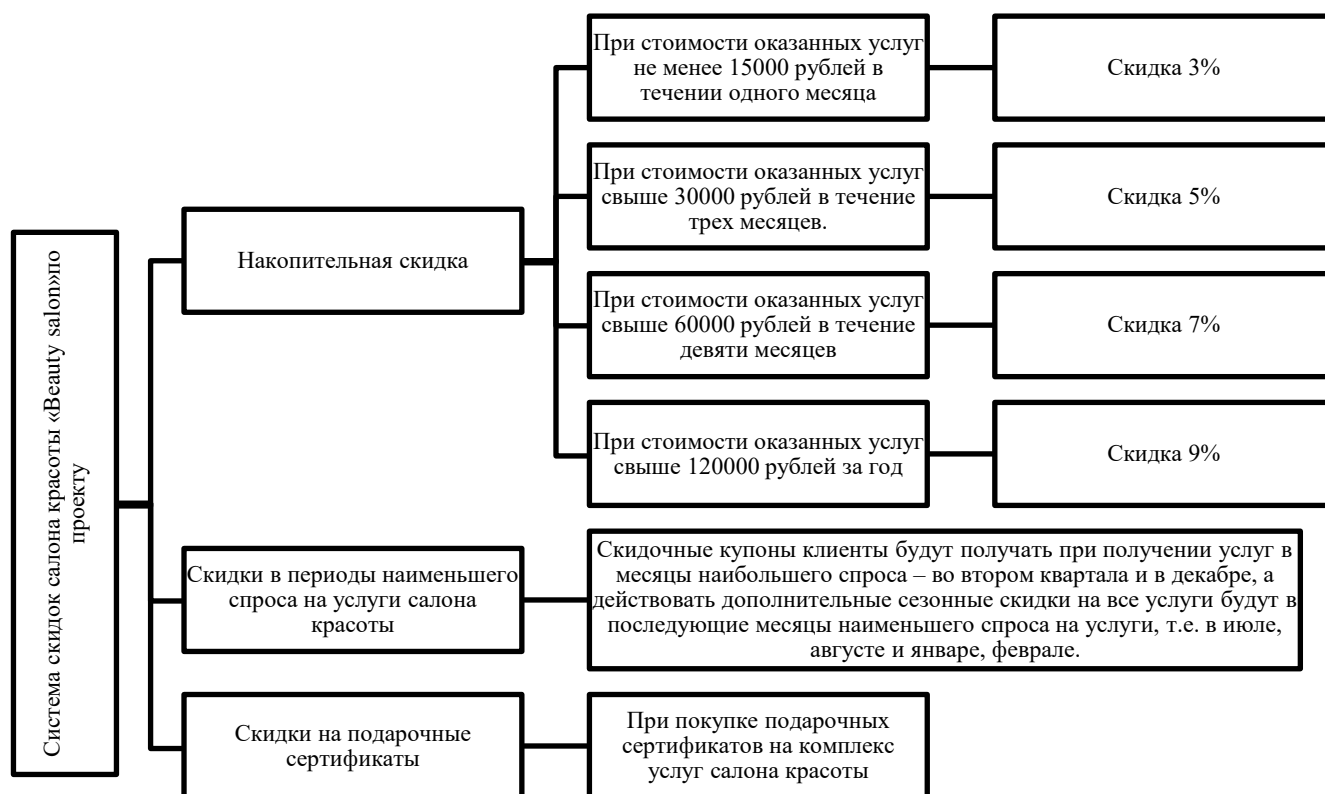 Система скидок салона красоты «Beauty salon»по
проекту
Накопительная скидка
При стоимости оказанных услуг
не менее 15000 рублей в
течении одного месяца
Скидка 3%
При стоимости оказанных услуг
свыше 30000 рублей в течение
трех месяцев.
Скидка 5%
При стоимости оказанных услуг
свыше 60000 рублей в течение
девяти месяцев
Скидка 7%
При стоимости оказанных услуг
свыше 120000 рублей за год
Скидка 9%
Скидки в периоды наименьшего
спроса на услуги салона
красоты
Скидочные купоны клиенты будут получать при получении услуг в
месяцы наибольшего спроса – во втором квартала и в декабре, а
действовать дополнительные сезонные скидки на все услуги будут в
последующие месяцы наименьшего спроса на услуги, т.е. в июле,
августе и январе, феврале.
Скидки на подарочные
сертификаты
При покупке подарочных
сертификатов на комплекс
услуг салона красоты